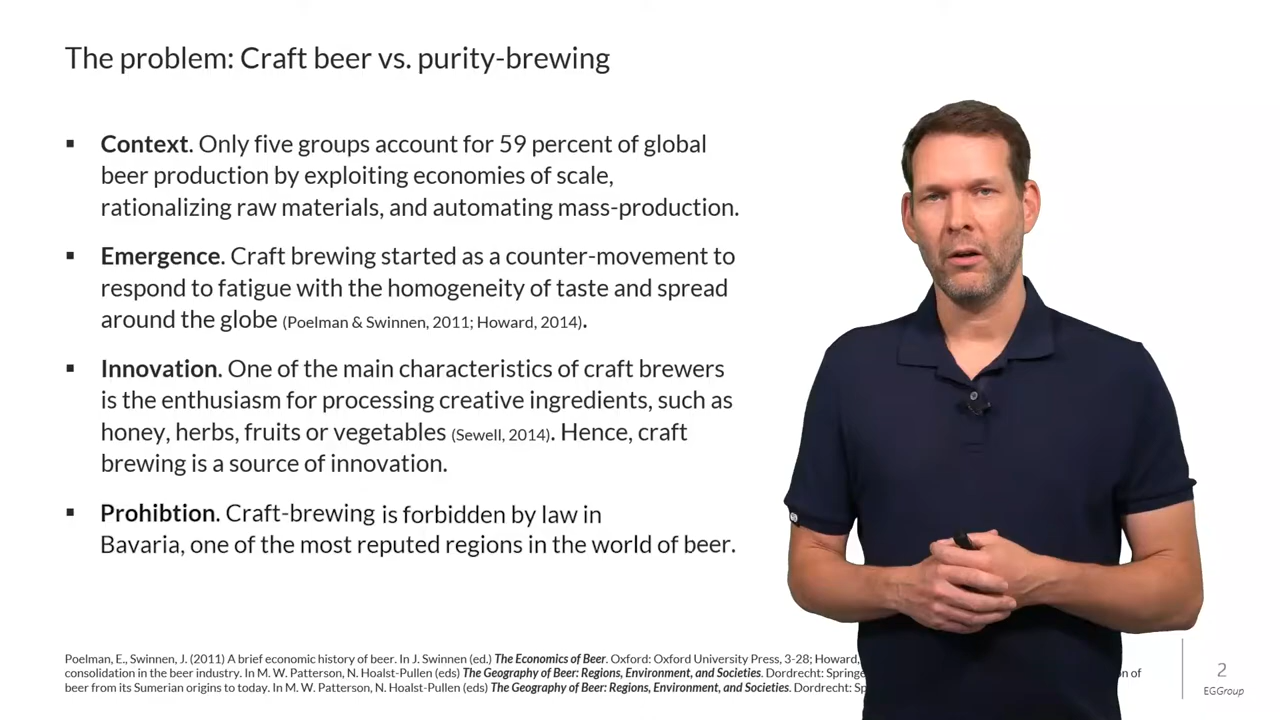 The problem: Craft beer vs. purity-brewing
▪ Context. Only five groups account for 59 percent of global
beer production by exploiting economies of scale,
rationalizing raw materials, and automating mass-production.
▪ Emergence. Craft brewing started as a counter-movement to
respond to fatigue with the homogeneity of taste and spread
around the globe (Poelman & Swinnen, 2011; Howard, 2014).
▪ Innovation. One of the main characteristics of craft brewers
is the enthusiasm for processing creative ingredients, such as
honey, herbs, fruits or vegetables (Sewell, 2014). Hence, craft
brewing is a source of innovation.
▪ Prohibtion. Craft-brewing is forbidden by law in
Bavaria, one of the most reputed regions in the world of beer.
Poelman, E., Swinnen, J. (2011) A brief economic history of beer. In J. Swinnen (ed.) The Economics of Beer. Oxford: Oxford University Press, 3-28; Howard,
consolidation in the beer industry. In M. W. Patterson, N. Hoalst-Pullen (eds) The Geography of Beer: Regions, Environment, and Societies. Dordrecht: Springe of
beer from its Sumerian origins to today. In M. W. Patterson, N. Hoalst-Pullen (eds) The Geography of Beer: Regions, Environment, and Societies. Dordrecht: Sp
2
EGGroup